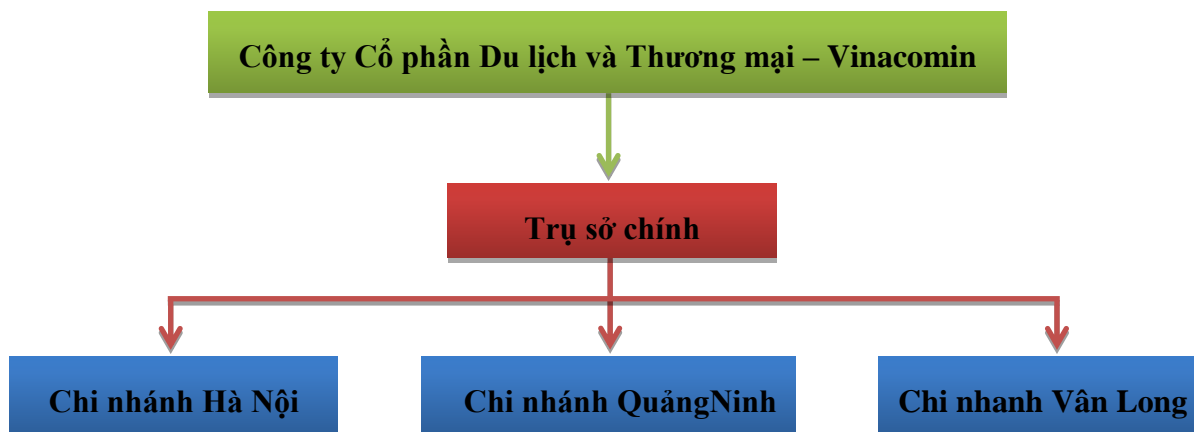 Công ty Cổ phần Du lịch và Thương mại – Vinacomin
Trụ sở chính
Chi nhánh Hà Nội
Chi nhánh QuảngNinh
Chi nhanh Vân Long